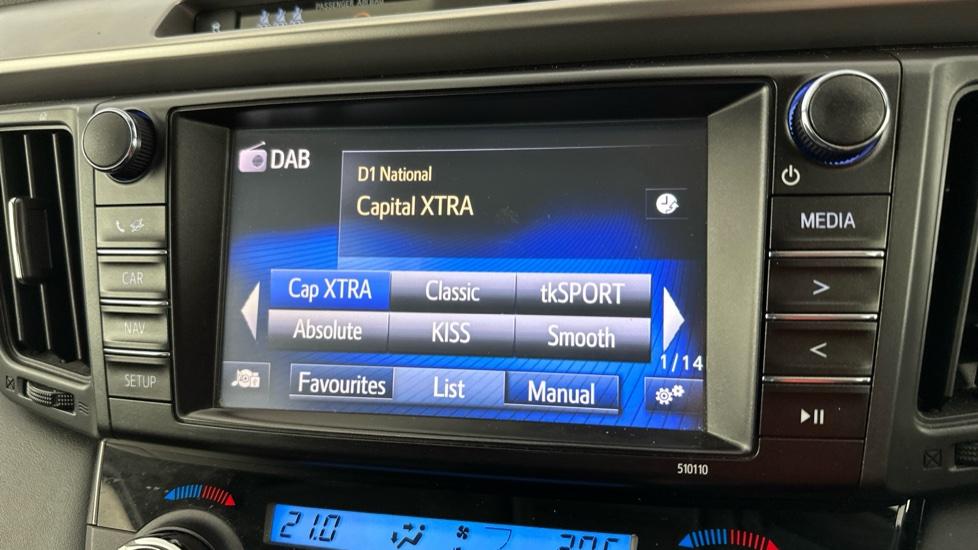 PASSENGER AIRBAG
DAB
D1 National
Capital XTRA
MEDIA
CAR
NAV
SETUP
Cap XTRA Classic tkSPORT
Absolute KISS Smooth
1/14
Favourites List Manual
510110
21.0